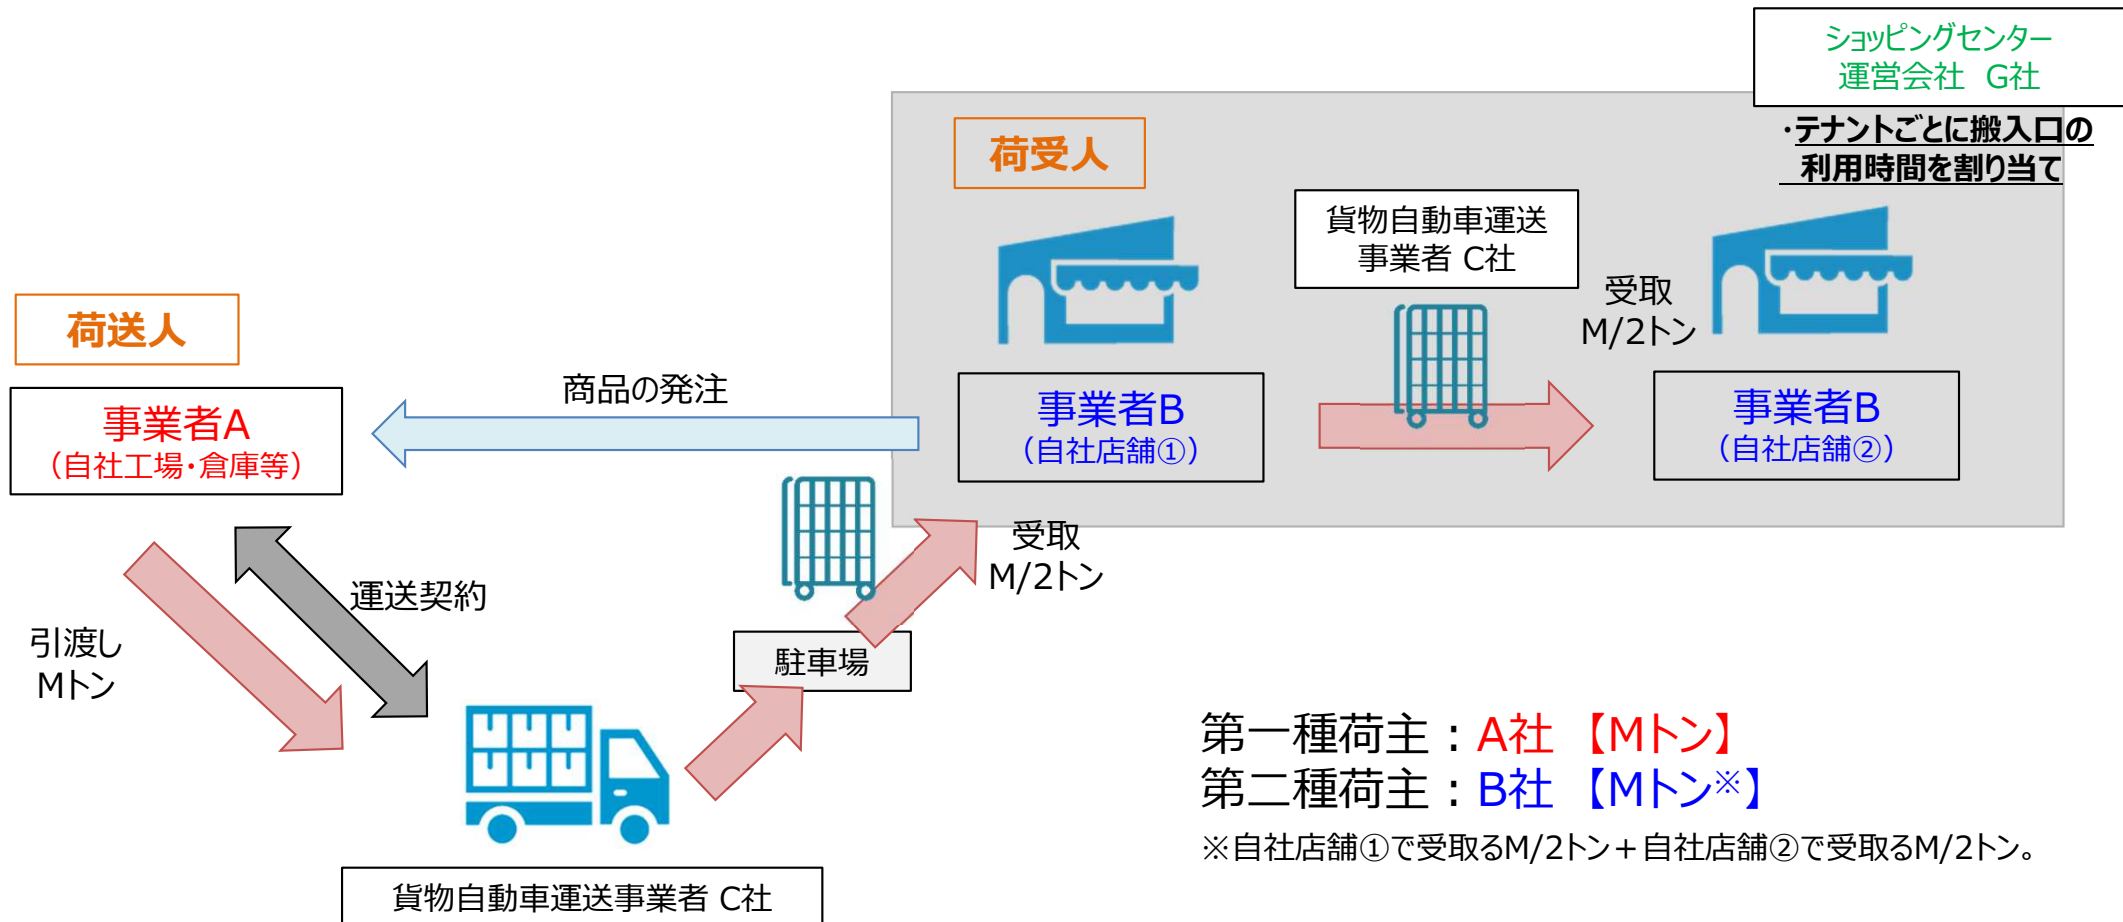 ショッピングセンター
運営会社 G社
・テナントごとに搬入口の
利用時間を割り当て
荷受人
貨物自動車運送
事業者 C社
受取
M/2トン
荷送人
商品の発注
事業者A
（自社工場・倉庫等）
事業者B
（自社店舗①）
事業者B
（自社店舗②）
受取
M/2トン
運送契約
引渡し
Mトン
駐車場
第一種荷主：A社 【Mトン】
第二種荷主：B社 【Mトン※】
※自社店舗①で受取るM/2トン＋自社店舗②で受取るM/2トン。
貨物自動車運送事業者 C社